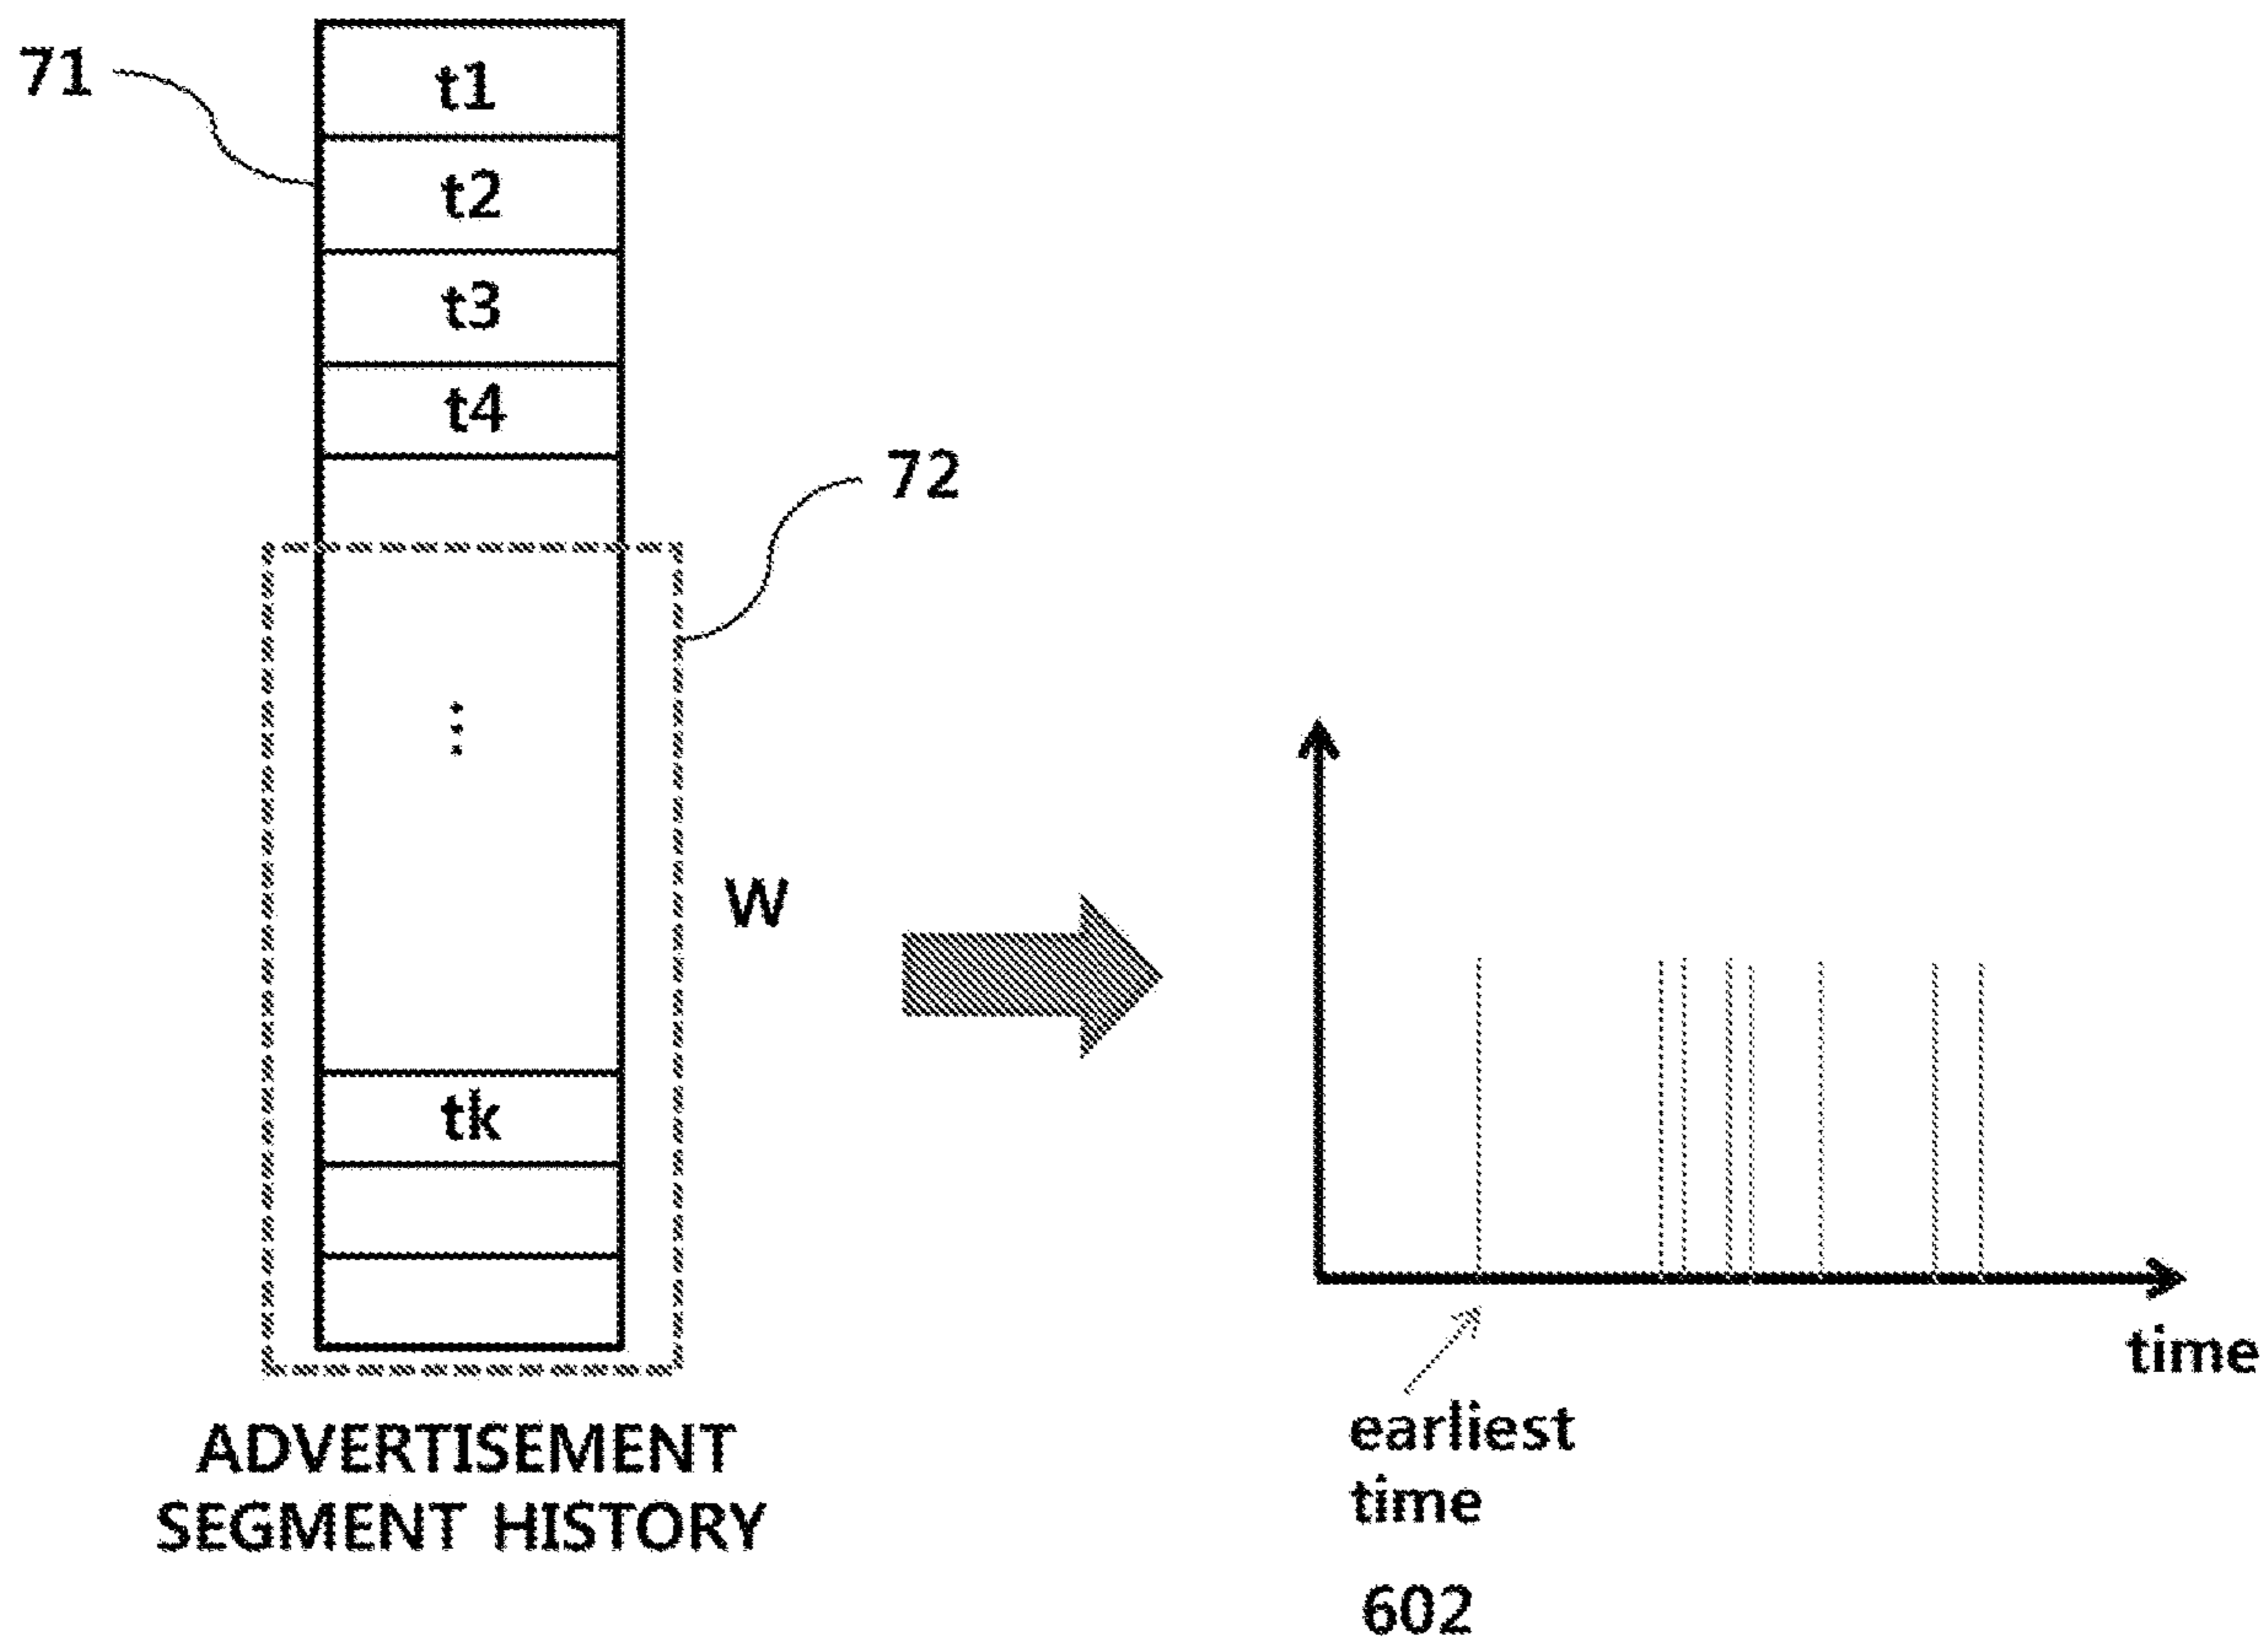 71
t1
t2
t3
t4
72
⋮
W
tk
ADVERTISEMENT
SEGMENT HISTORY
time
earliest
time
602